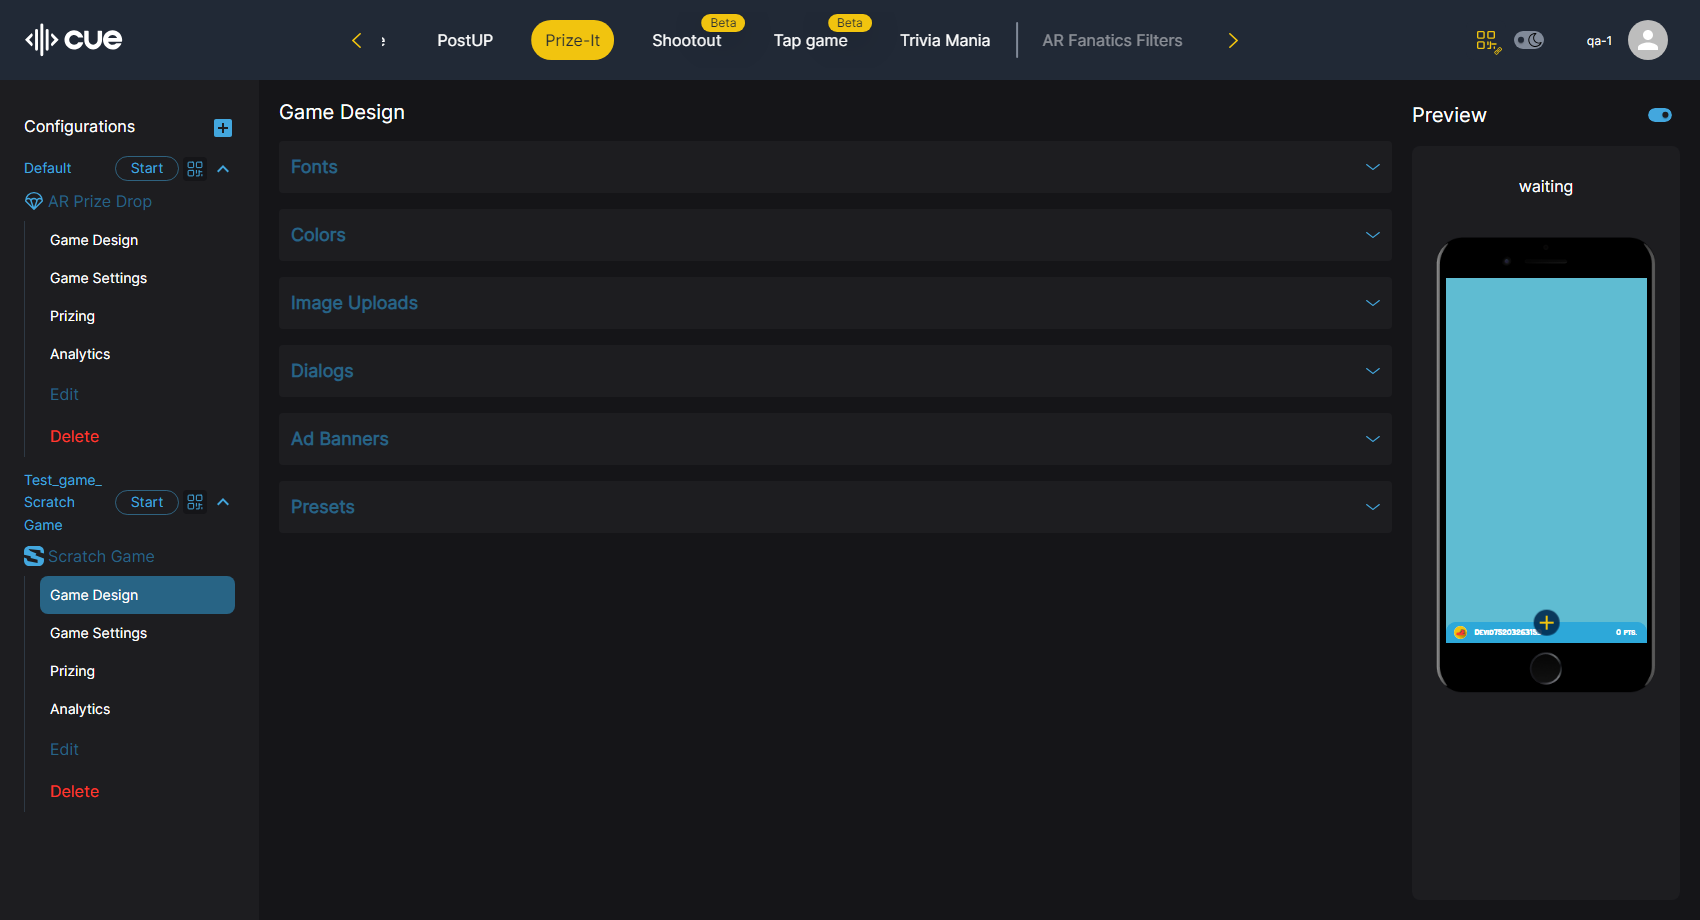 cue
PostUP
Prize-It
Shootout
Beta
Tap game
Beta
Trivia Mania
AR Fanatics Filters
qa-1
Configurations
Default
Start
AR Prize Drop
Game Design
Game Settings
Prizing
Analytics
Edit
Delete
Test_game_
Scratch
Game
Start
Scratch Game
Game Design
Game Settings
Prizing
Analytics
Edit
Delete
Game Design
Fonts
Colors
Image Uploads
Dialogs
Ad Banners
Presets
Preview
waiting
0 PTS.